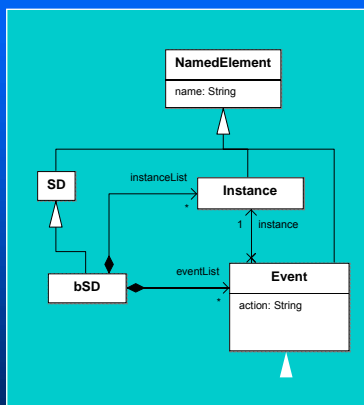 NamedElement
name: String
SD
instanceList
*
Instance
1 instance
bSD
eventList
*
Event
action: String